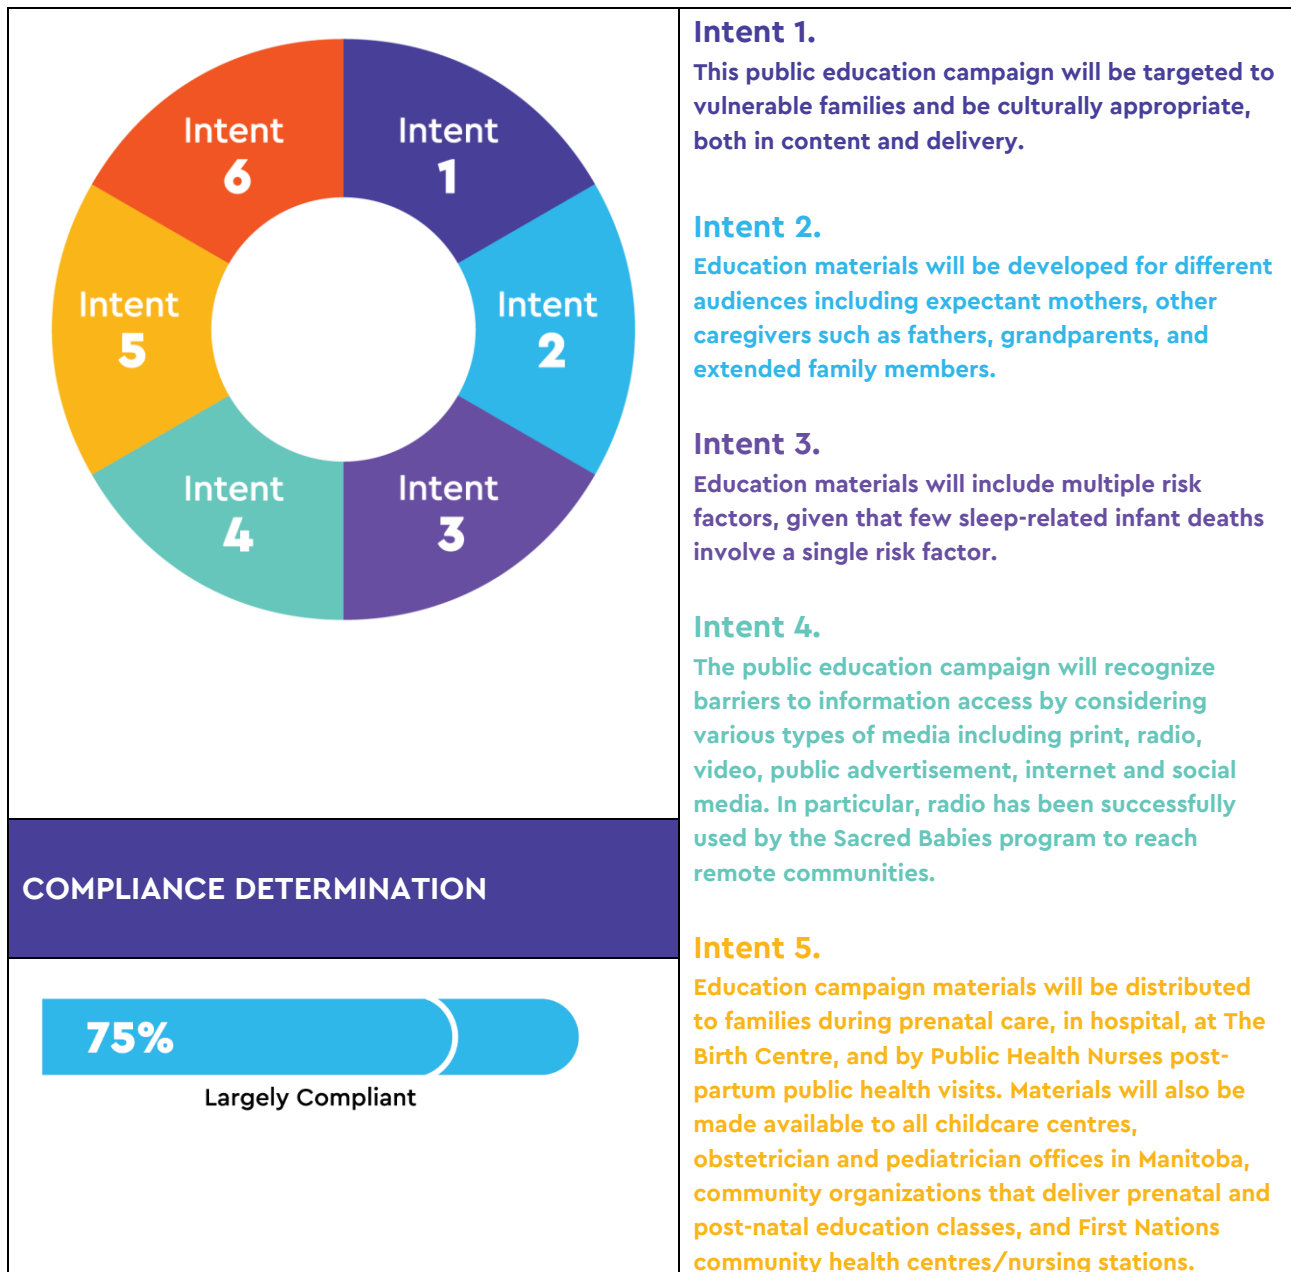 Intent
6
Intent
1
Intent
5
Intent
2
Intent
4
Intent
3
COMPLIANCE DETERMINATION
75%
Largely Compliant
Intent 1.
This public education campaign will be targeted to
vulnerable families and be culturally appropriate,
both in content and delivery.
Intent 2.
Education materials will be developed for different
audiences including expectant mothers, other
caregivers such as fathers, grandparents, and
extended family members.
Intent 3.
Education materials will include multiple risk
factors, given that few sleep-related infant deaths
involve a single risk factor.
Intent 4.
The public education campaign will recognize
barriers to information access by considering
various types of media including print, radio,
video, public advertisement, internet and social
media. In particular, radio has been successfully
used by the Sacred Babies program to reach
remote communities.
Intent 5.
Education campaign materials will be distributed
to families during prenatal care, in hospital, at The
Birth Centre, and by Public Health Nurses post-
partum public health visits. Materials will also be
made available to all childcare centres,
obstetrician and pediatrician offices in Manitoba,
community organizations that deliver prenatal and
post-natal education classes, and First Nations
community health centres/nursing stations.